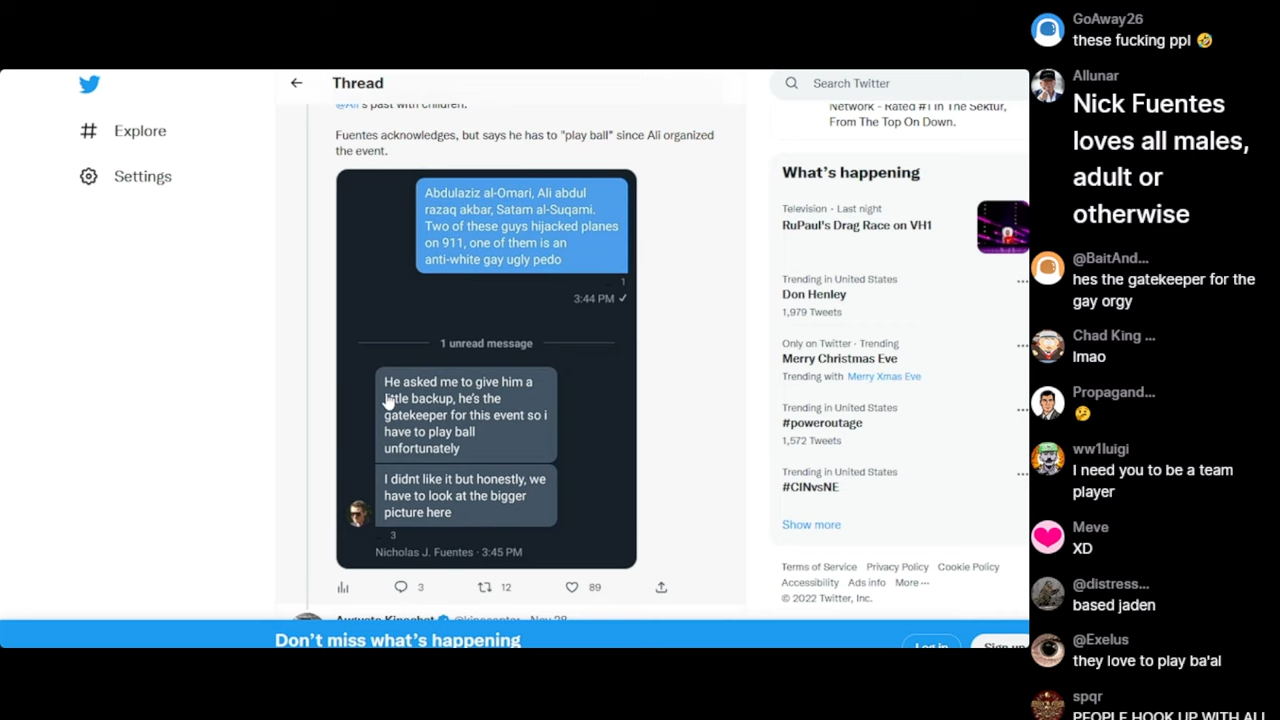 Explore
Settings
Thread
@Ali's past with children.
Fuentes acknowledges, but says he has to "play ball" since Ali organized
the event.
Abdulaziz al-Omari, Ali abdul
razaq akbar, Satam al-Suqami.
Two of these guys hijacked planes
on 911, one of them is an
anti-white gay ugly pedo
1
3:44 PM
1 unread message
He asked me to give him a
little backup, he's the
gatekeeper for this event so i
have to play ball
unfortunately
I didnt like it but honestly, we
have to look at the bigger
picture here
3
Nicholas J. Fuentes · 3:45 PM
3
12
89
Search Twitter
Network - Rated #1 In The Sektur,
From The Top On Down.
What's happening
Television · Last night
RuPaul's Drag Race on VH1
Trending in United States
Don Henley
1,979 Tweets
Only on Twitter · Trending
Merry Christmas Eve
Trending with Merry Xmas Eve
Trending in United States
#poweroutage
1,572 Tweets
Trending in United States
#CINvsNE
Show more
Terms of Service Privacy Policy Cookie Policy
Accessibility Ads info More ···
© 2022 Twitter, Inc.
Don't miss what's happening
Log in
Sign up
GoAway26
these fucking ppl 🤣
Allunar
Nick Fuentes
loves all males,
adult or
otherwise
@BaitAnd...
hes the gatekeeper for the
gay orgy
Chad King ...
lmao
Propagand...
🤔
ww1luigi
I need you to be a team
player
Meve
XD
@distress...
based jaden
@Exelus
they love to play ba'al
spqr
PEOPLE HOOK UP WITH ALL